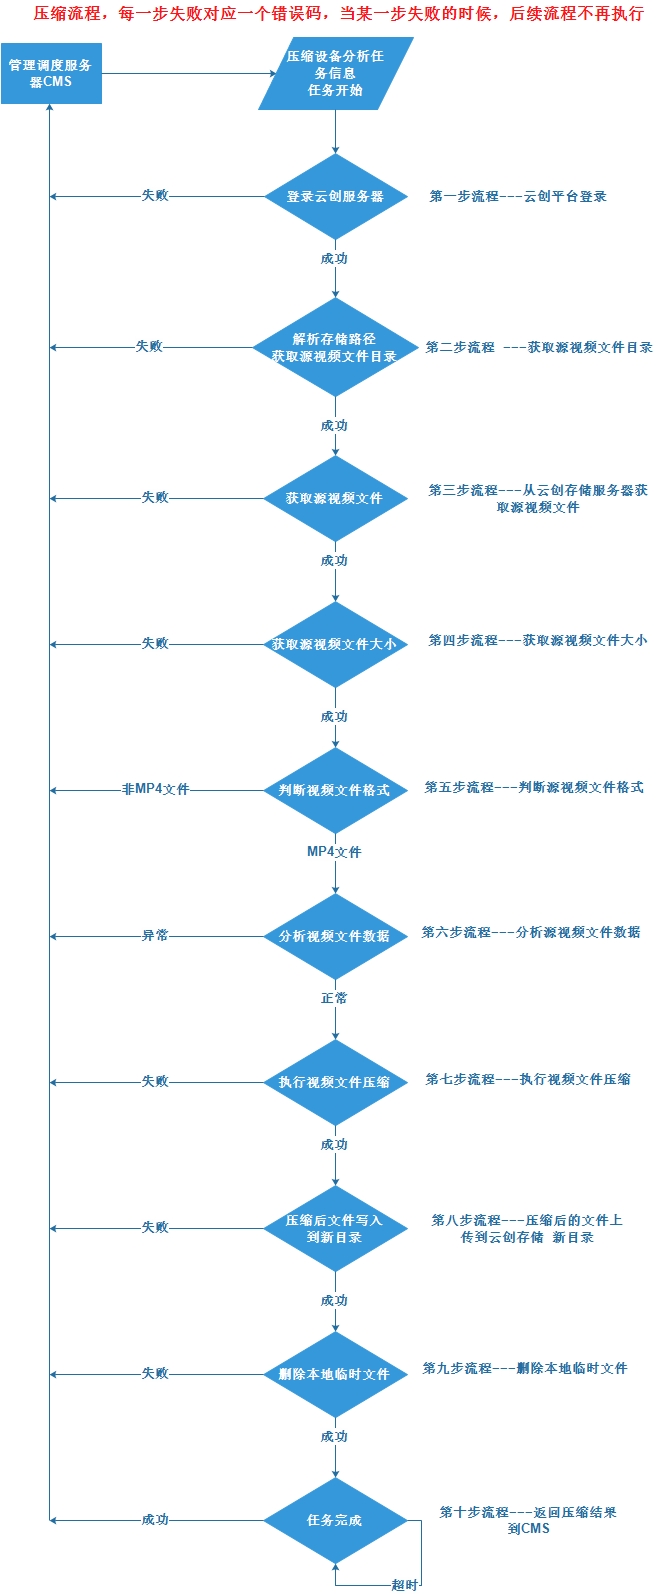 压缩流程，每一步失败对应一个错误码，当某一步失败的时候，后续流程不再执行
管理调度服务
器CMS
压缩设备分析任
务信息
任务开始
失败
登录云创服务器
第一步流程---云创平台登录
成功
失败
解析存储路径
获取源视频文件目录
第二步流程 ---获取源视频文件目录
成功
失败
获取源视频文件
第三步流程---从云创存储服务器获
取源视频文件
成功
失败
获取源视频文件大小
第四步流程---获取源视频文件大小
成功
非MP4文件
判断视频文件格式
第五步流程---判断源视频文件格式
MP4文件
异常
分析视频文件数据
第六步流程---分析源视频文件数据
正常
失败
执行视频文件压缩
第七步流程---执行视频文件压缩
成功
失败
压缩后文件写入
到新目录
第八步流程---压缩后的文件上
传到云创存储 新目录
成功
失败
删除本地临时文件
第九步流程---删除本地临时文件
成功
成功
任务完成
第十步流程---返回压缩结果
到CMS
超时